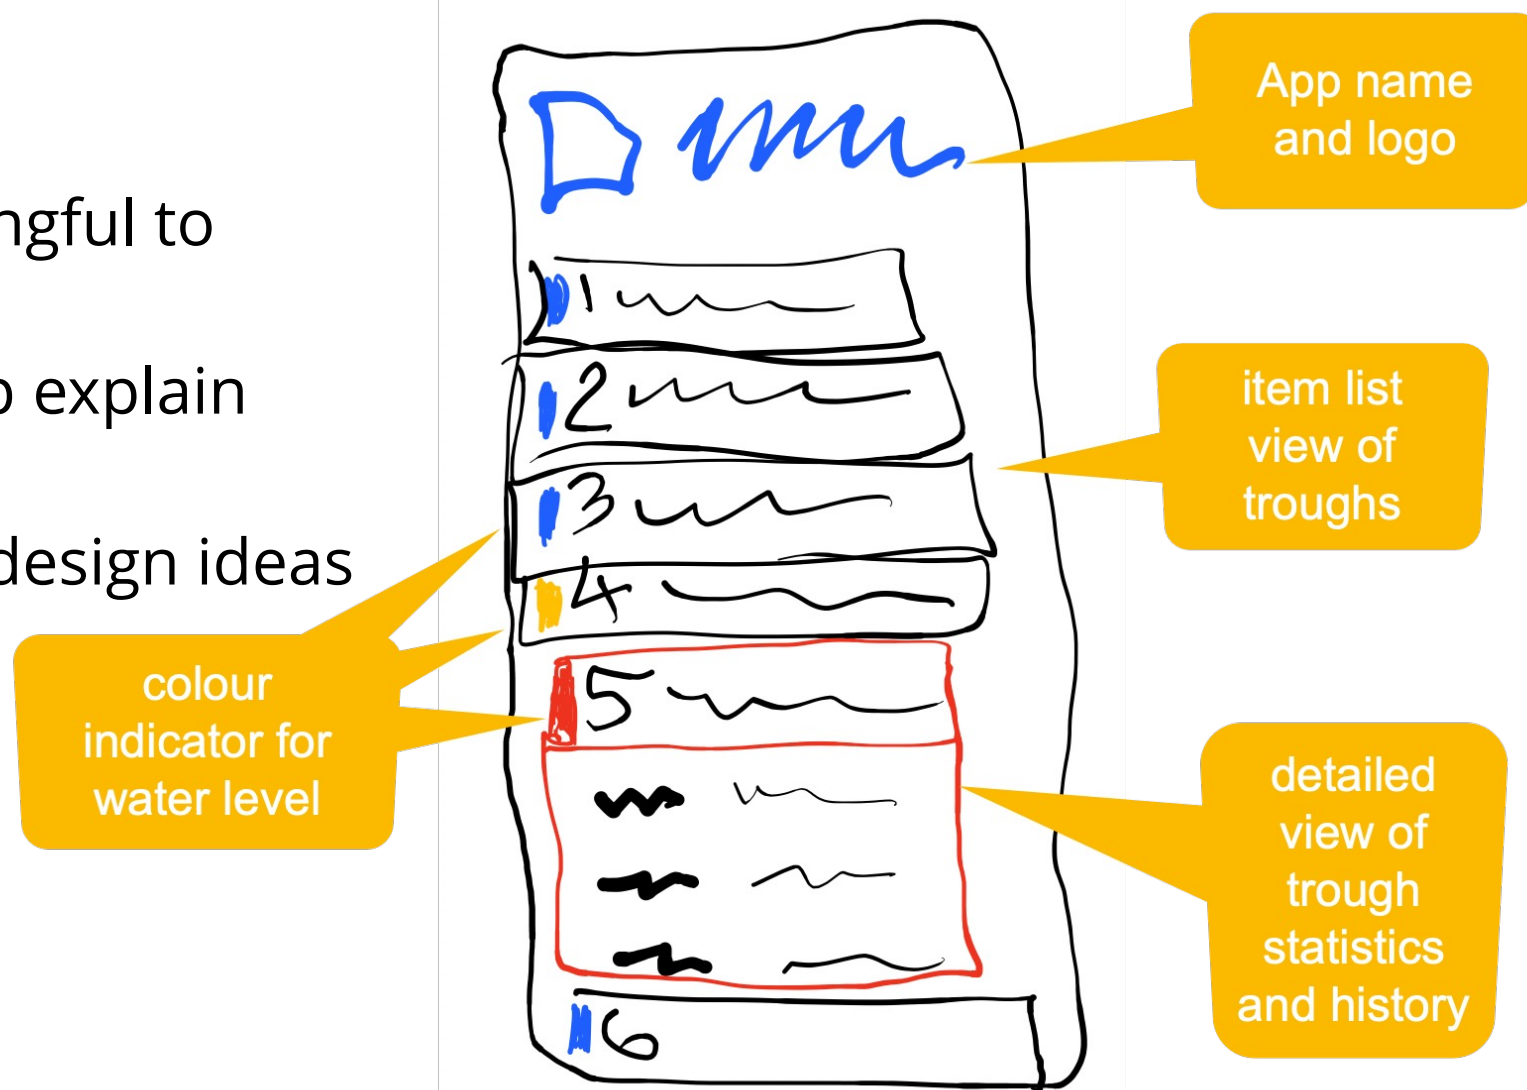 ngful to
explain
design ideas
App name
and logo
1
2
3
4
5
6
item list
view of
troughs
colour
indicator for
water level
detailed
view of
trough
statistics
and history